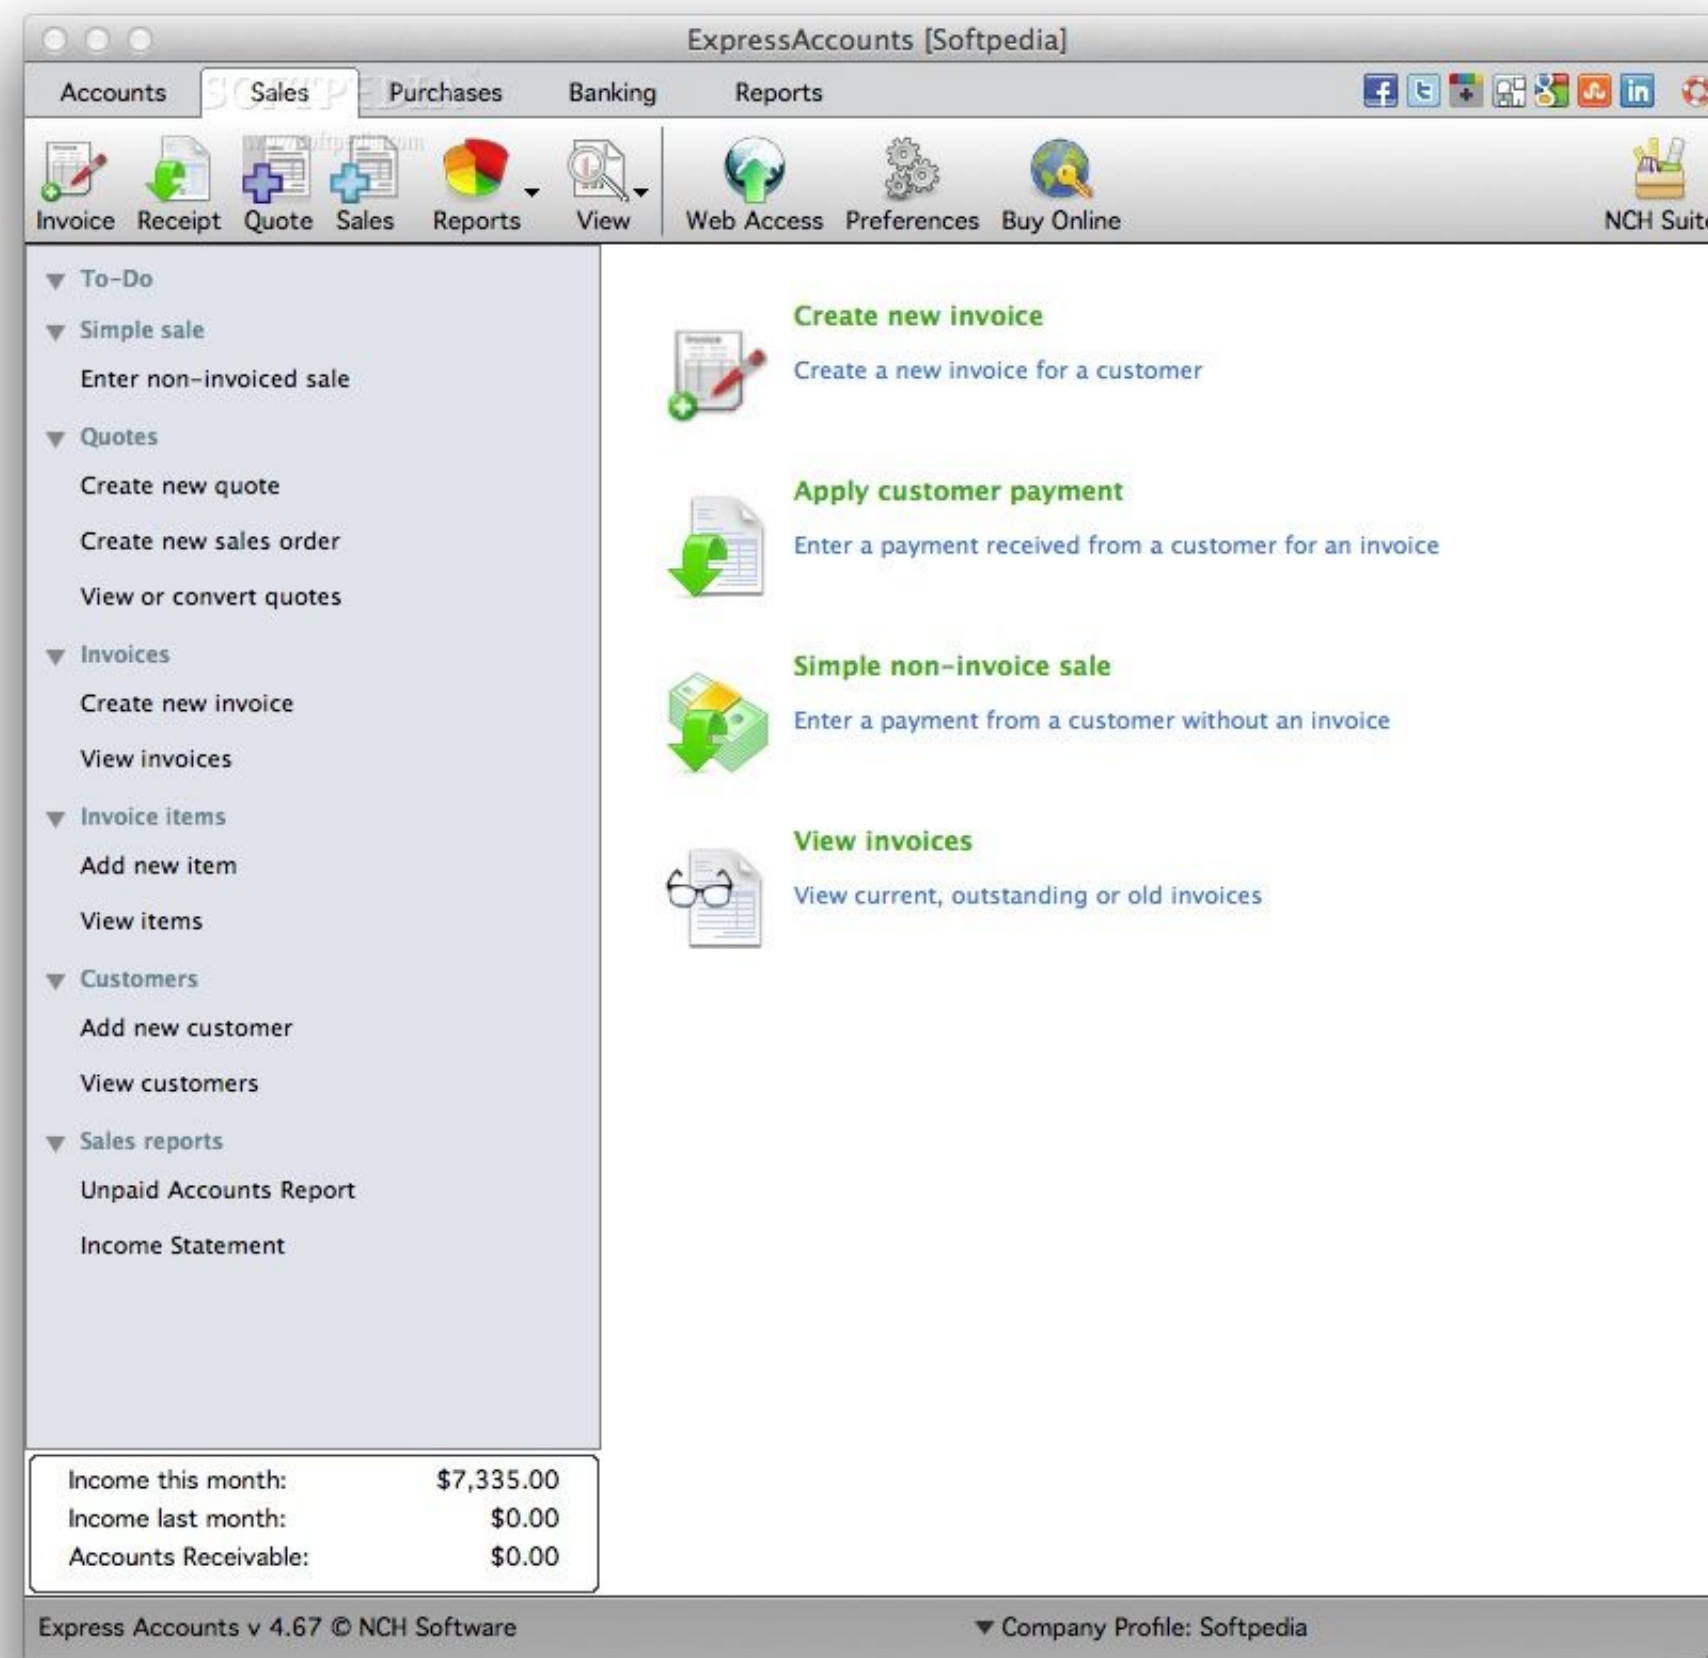 ExpressAccounts [Softpedia]
Accounts Sales Purchases Banking Reports
SOFTPEDIA
Invoice Receipt Quote Sales Reports View Web Access Preferences Buy Online NCH Suite
To-Do
Simple sale
Enter non-invoiced sale
Quotes
Create new quote
Create new sales order
View or convert quotes
Invoices
Create new invoice
View invoices
Invoice items
Add new item
View items
Customers
Add new customer
View customers
Sales reports
Unpaid Accounts Report
Income Statement
Create new invoice
Create a new invoice for a customer
Apply customer payment
Enter a payment received from a customer for an invoice
Simple non-invoice sale
Enter a payment from a customer without an invoice
View invoices
View current, outstanding or old invoices
Income this month: $7,335.00
Income last month: $0.00
Accounts Receivable: $0.00
Express Accounts v 4.67 © NCH Software
Company Profile: Softpedia